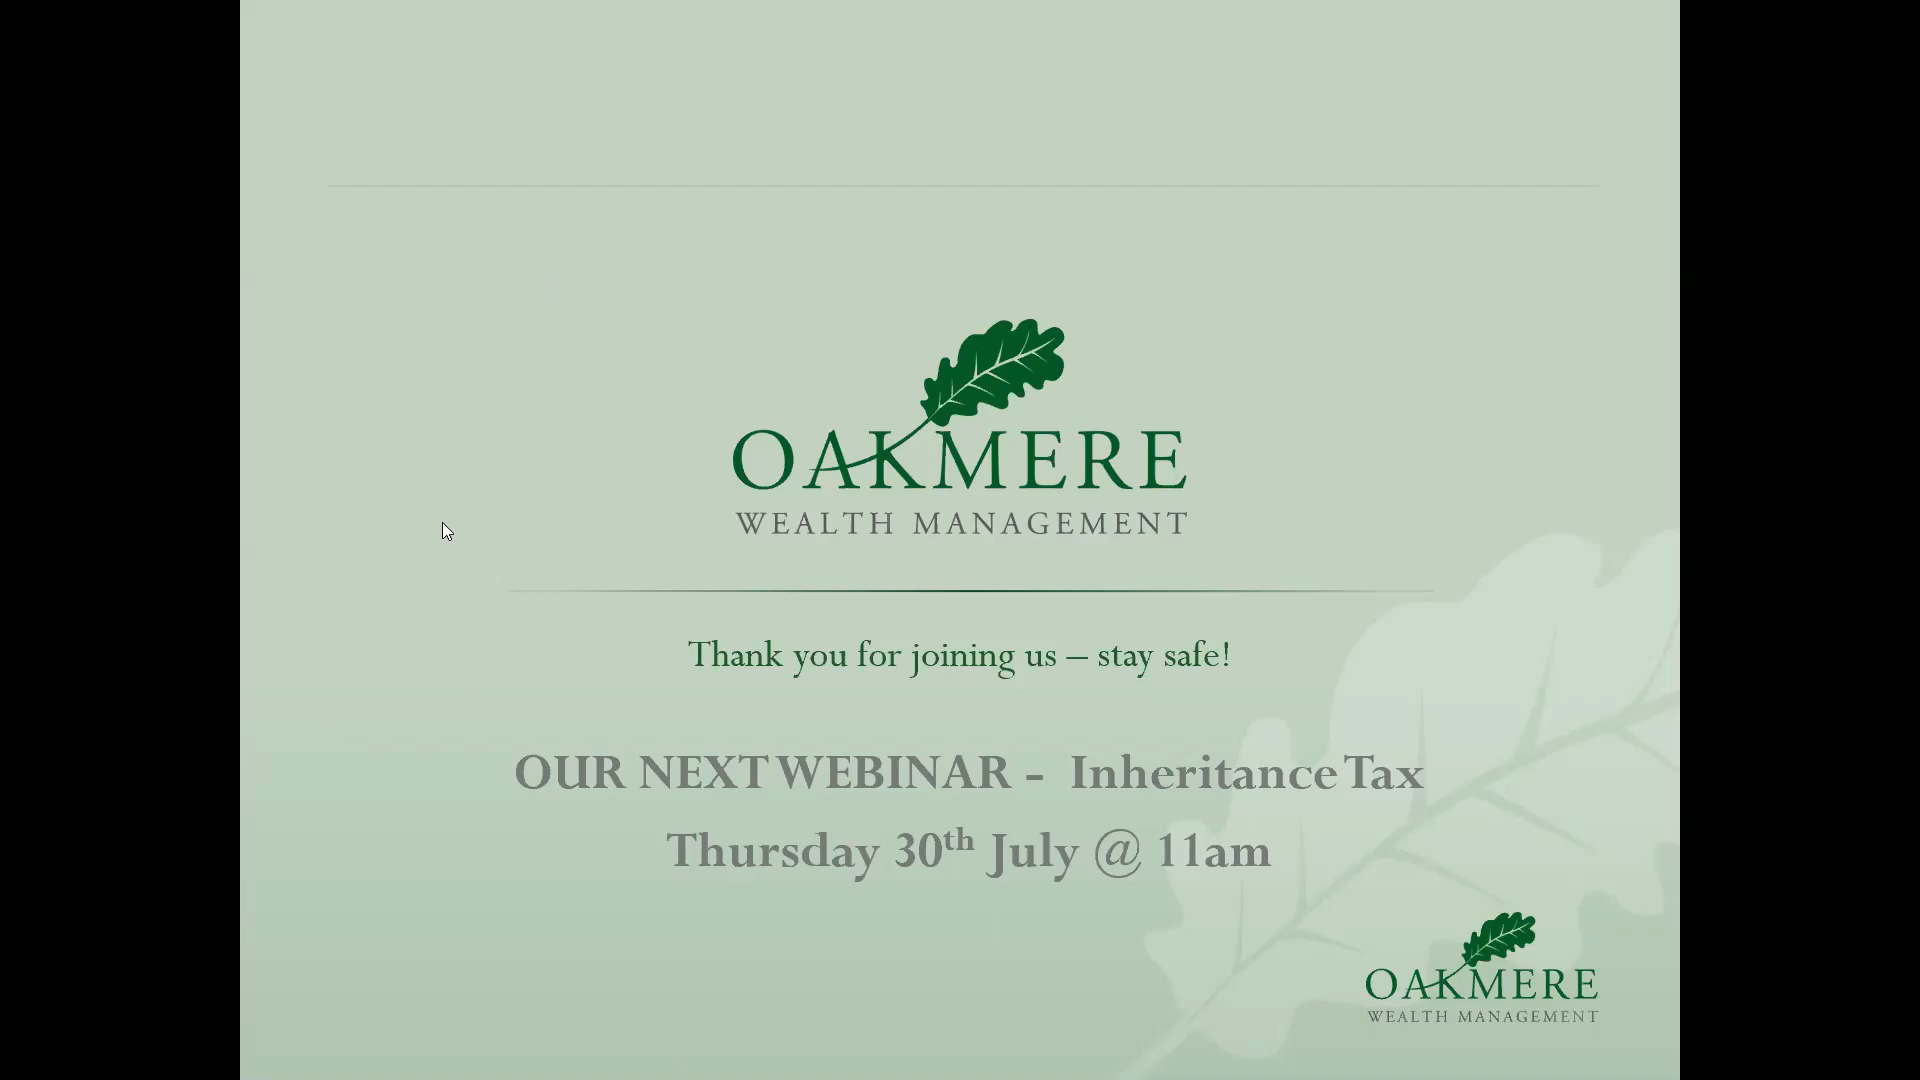 OAKMERE
WEALTH MANAGEMENT
Thank you for joining us – stay safe!
OUR NEXT WEBINAR - Inheritance Tax
Thursday 30th July @ 11am
OAKMERE
WEALTH MANAGEMENT